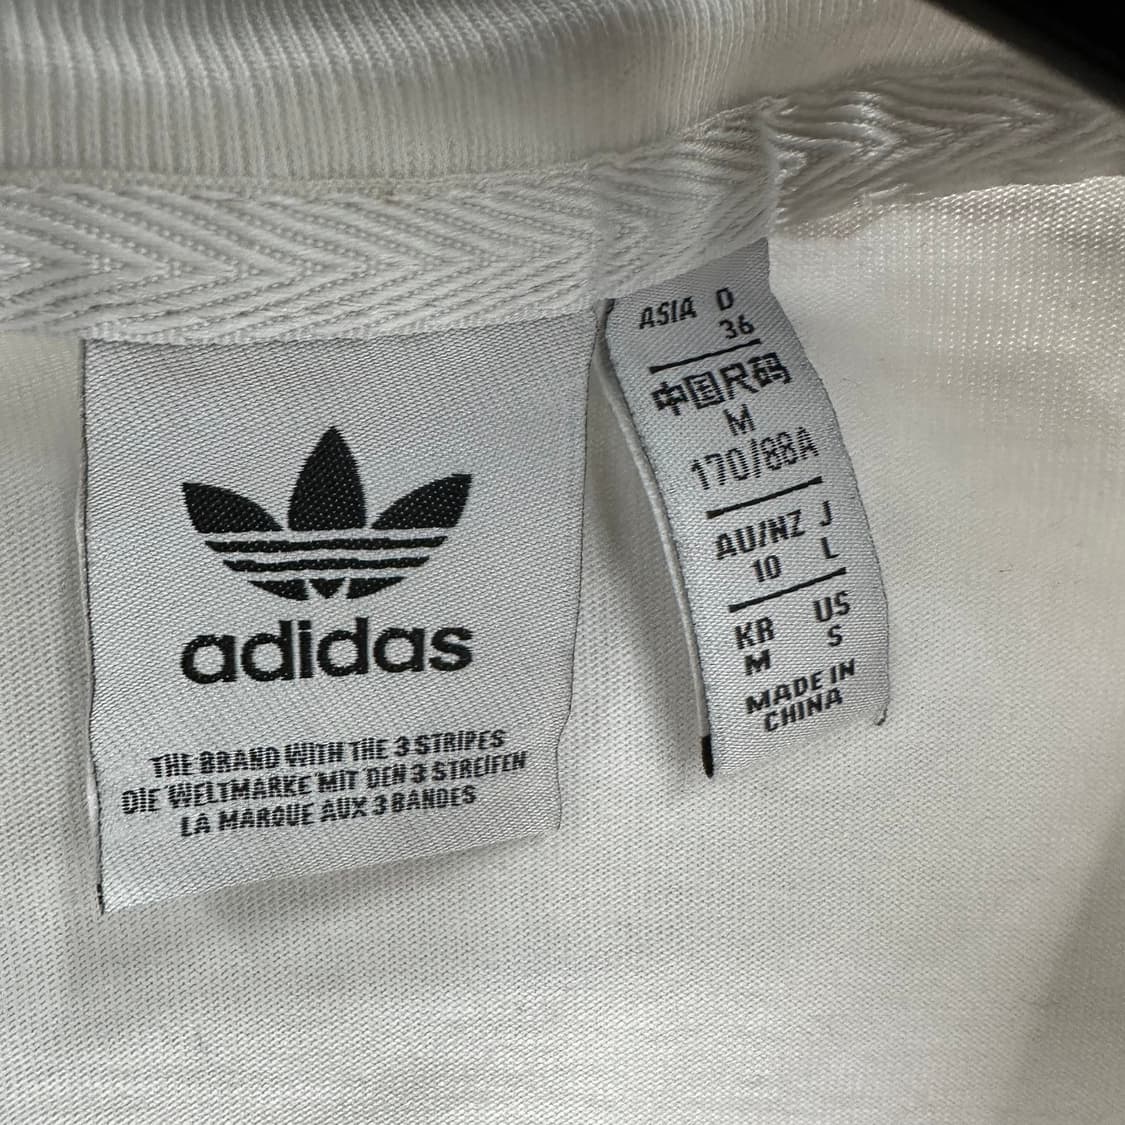 adidas
THE BRAND WITH THE 3 STRIPES
DIE WELTMARKE MIT DEN 3 STREIFEN
LA MARQUE AUX 3 BANDES
ASIA D
36
中国尺码
M
170/88A
AU/NZ J
10 L
KR US
M S
MADE IN
CHINA